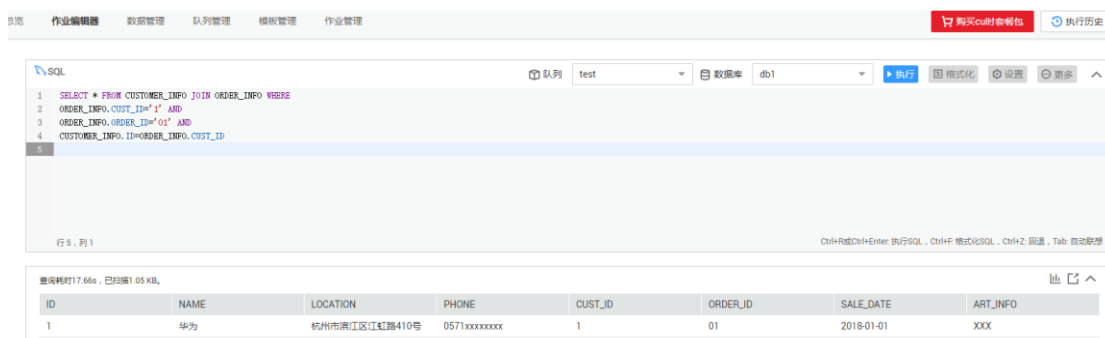 总览 作业编辑器 数据管理 队列管理 模板管理 作业管理 购买cu时套餐包 执行历史
SQL 队列 test 数据库 db1 执行 格式化 设置 更多
1 SELECT * FROM CUSTOMER_INFO JOIN ORDER_INFO WHERE
2 ORDER_INFO.CUST_ID='1' AND
3 ORDER_INFO.ORDER_ID='01' AND
4 CUSTOMER_INFO.ID=ORDER_INFO.CUST_ID
5
行 5，列 1 Ctrl+R或Ctrl+Enter: 执行SQL，Ctrl+F: 格式化SQL，Ctrl+Z: 回退，Tab: 自动联想
查询耗时17.66s，已扫描1.05 KB。
ID NAME LOCATION PHONE CUST_ID ORDER_ID SALE_DATE ART_INFO
1 华为 杭州市滨江区江虹路410号 0571xxxxxxxx 1 01 2018-01-01 XXX